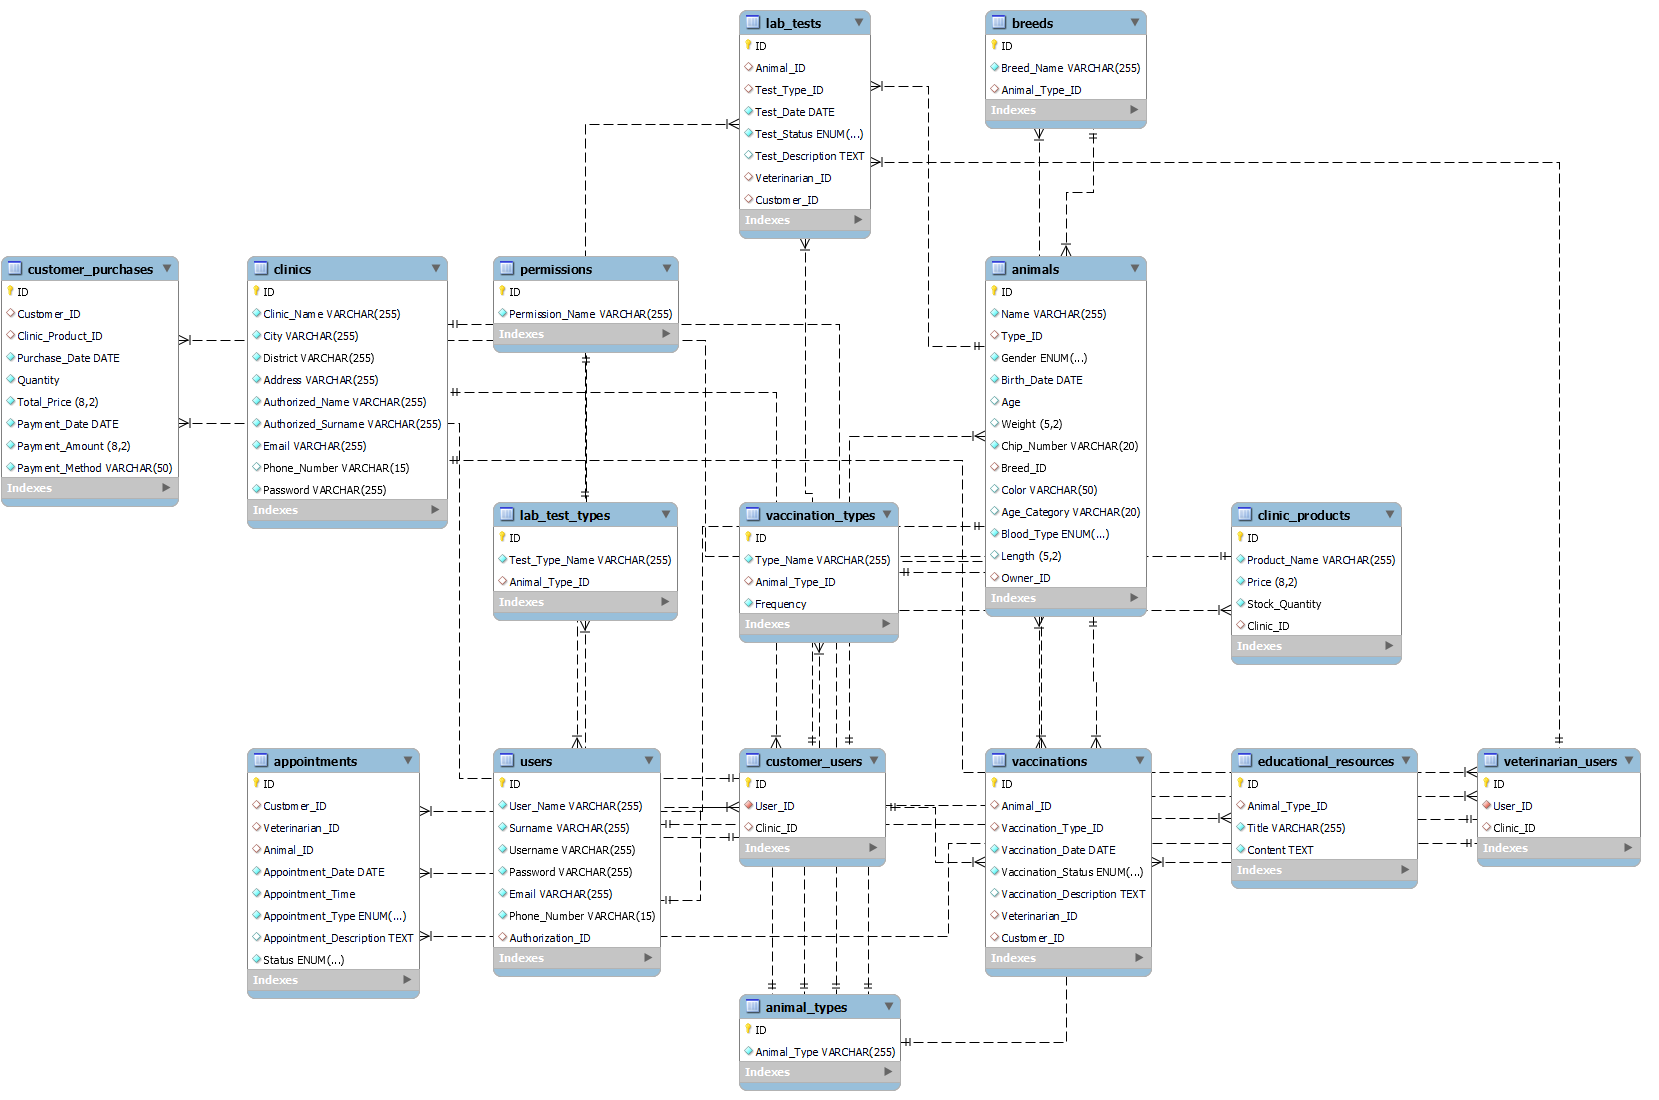 lab_tests
ID
Animal_ID
Test_Type_ID
Test_Date DATE
Test_Status ENUM(...)
Test_Description TEXT
Veterinarian_ID
Customer_ID
Indexes
breeds
ID
Breed_Name VARCHAR(255)
Animal_Type_ID
Indexes
customer_purchases
ID
Customer_ID
Clinic_Product_ID
Purchase_Date DATE
Quantity
Total_Price (8,2)
Payment_Date DATE
Payment_Amount (8,2)
Payment_Method VARCHAR(50)
Indexes
clinics
ID
Clinic_Name VARCHAR(255)
City VARCHAR(255)
District VARCHAR(255)
Address VARCHAR(255)
Authorized_Name VARCHAR(255)
Authorized_Surname VARCHAR(255)
Email VARCHAR(255)
Phone_Number VARCHAR(15)
Password VARCHAR(255)
Indexes
permissions
ID
Permission_Name VARCHAR(255)
Indexes
animals
ID
Name VARCHAR(255)
Type_ID
Gender ENUM(...)
Birth_Date DATE
Age
Weight (5,2)
Chip_Number VARCHAR(20)
Breed_ID
Color VARCHAR(50)
Age_Category VARCHAR(20)
Blood_Type ENUM(...)
Length (5,2)
Owner_ID
Indexes
lab_test_types
ID
Test_Type_Name VARCHAR(255)
Animal_Type_ID
Indexes
vaccination_types
ID
Type_Name VARCHAR(255)
Animal_Type_ID
Frequency
Indexes
clinic_products
ID
Product_Name VARCHAR(255)
Price (8,2)
Stock_Quantity
Clinic_ID
Indexes
appointments
ID
Customer_ID
Veterinarian_ID
Animal_ID
Appointment_Date DATE
Appointment_Time
Appointment_Type ENUM(...)
Appointment_Description TEXT
Status ENUM(...)
Indexes
users
ID
User_Name VARCHAR(255)
Surname VARCHAR(255)
Username VARCHAR(255)
Password VARCHAR(255)
Email VARCHAR(255)
Phone_Number VARCHAR(15)
Authorization_ID
Indexes
customer_users
ID
User_ID
Clinic_ID
Indexes
vaccinations
ID
Animal_ID
Vaccination_Type_ID
Vaccination_Date DATE
Vaccination_Status ENUM(...)
Vaccination_Description TEXT
Veterinarian_ID
Customer_ID
Indexes
educational_resources
ID
Animal_Type_ID
Title VARCHAR(255)
Content TEXT
Indexes
veterinarian_users
ID
User_ID
Clinic_ID
Indexes
animal_types
ID
Animal_Type VARCHAR(255)
Indexes